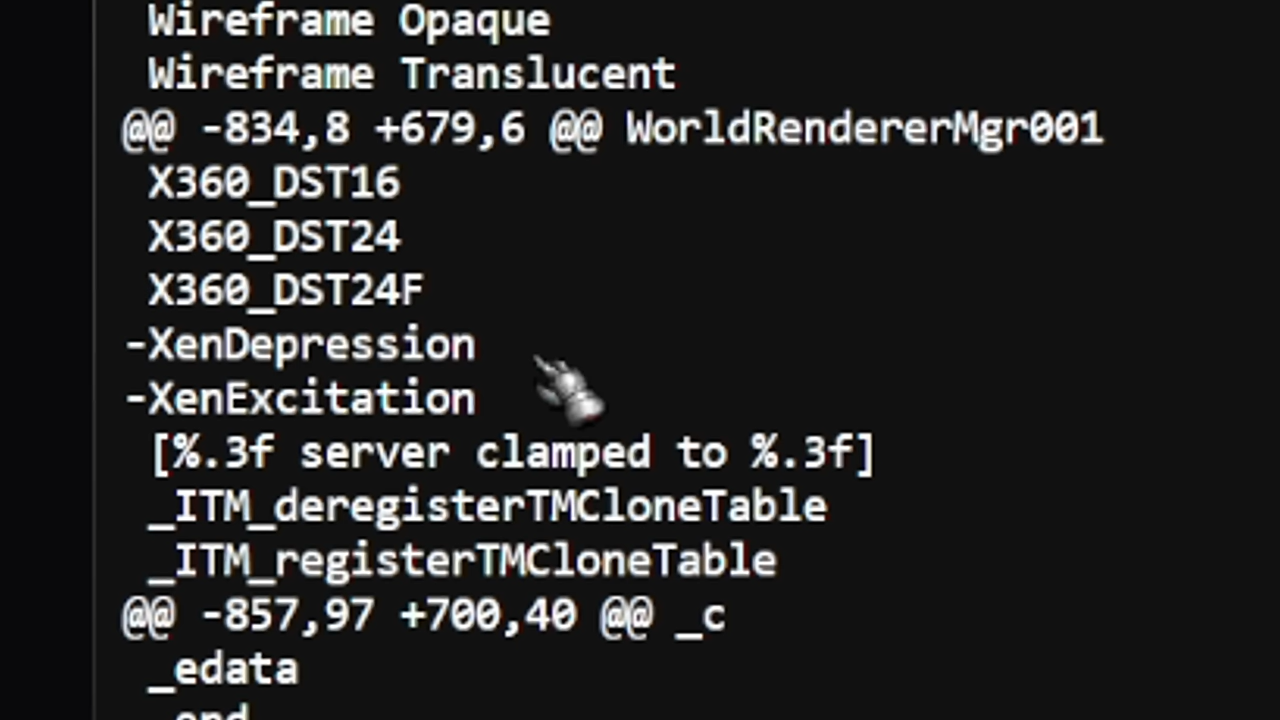 Wireframe Opaque
Wireframe Translucent
@@ -834,8 +679,6 @@ WorldRendererMgr001
X360_DST16
X360_DST24
X360_DST24F
-XenDepression
-XenExcitation
[%.3f server clamped to %.3f]
_ITM_deregisterTMCloneTable
_ITM_registerTMCloneTable
@@ -857,97 +700,40 @@ _c
_edata
_end